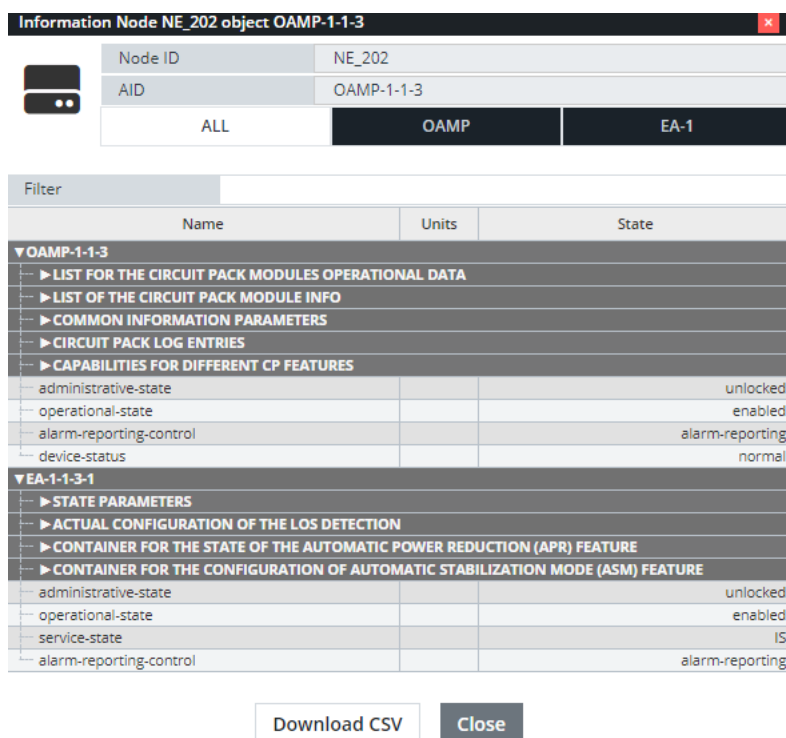 Information Node NE_202 object OAMP-1-1-3
Node ID NE_202
AID OAMP-1-1-3
ALL OAMP EA-1
Filter
Name Units State
▼OAMP-1-1-3
►LIST FOR THE CIRCUIT PACK MODULES OPERATIONAL DATA
►LIST OF THE CIRCUIT PACK MODULE INFO
►COMMON INFORMATION PARAMETERS
►CIRCUIT PACK LOG ENTRIES
►CAPABILITIES FOR DIFFERENT CP FEATURES
administrative-state unlocked
operational-state enabled
alarm-reporting-control alarm-reporting
device-status normal
▼EA-1-1-3-1
►STATE PARAMETERS
►ACTUAL CONFIGURATION OF THE LOS DETECTION
►CONTAINER FOR THE STATE OF THE AUTOMATIC POWER REDUCTION (APR) FEATURE
►CONTAINER FOR THE CONFIGURATION OF AUTOMATIC STABILIZATION MODE (ASM) FEATURE
administrative-state unlocked
operational-state enabled
service-state IS
alarm-reporting-control alarm-reporting
Download CSV Close